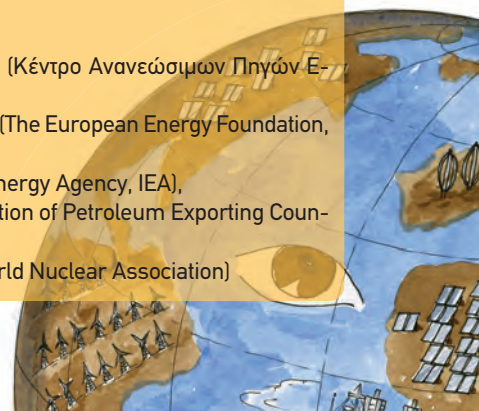 (Κέντρο Ανανεώσιμων Πηγών Ε-
(The European Energy Foundation,
nergy Agency, IEA),
tion of Petroleum Exporting Coun-
rld Nuclear Association)